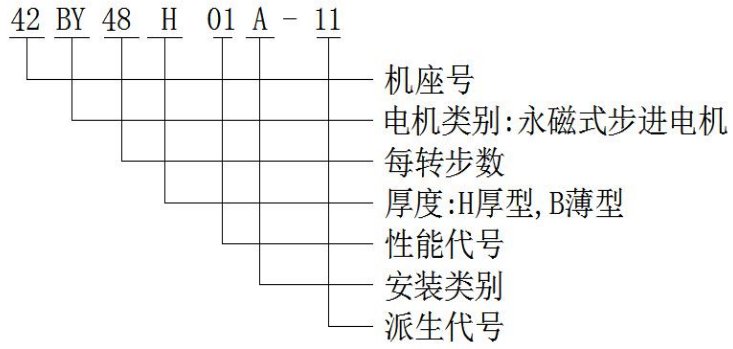 42 BY 48 H 01 A - 11
机座号
电机类别:永磁式步进电机
每转步数
厚度:H厚型,B薄型
性能代号
安装类别
派生代号